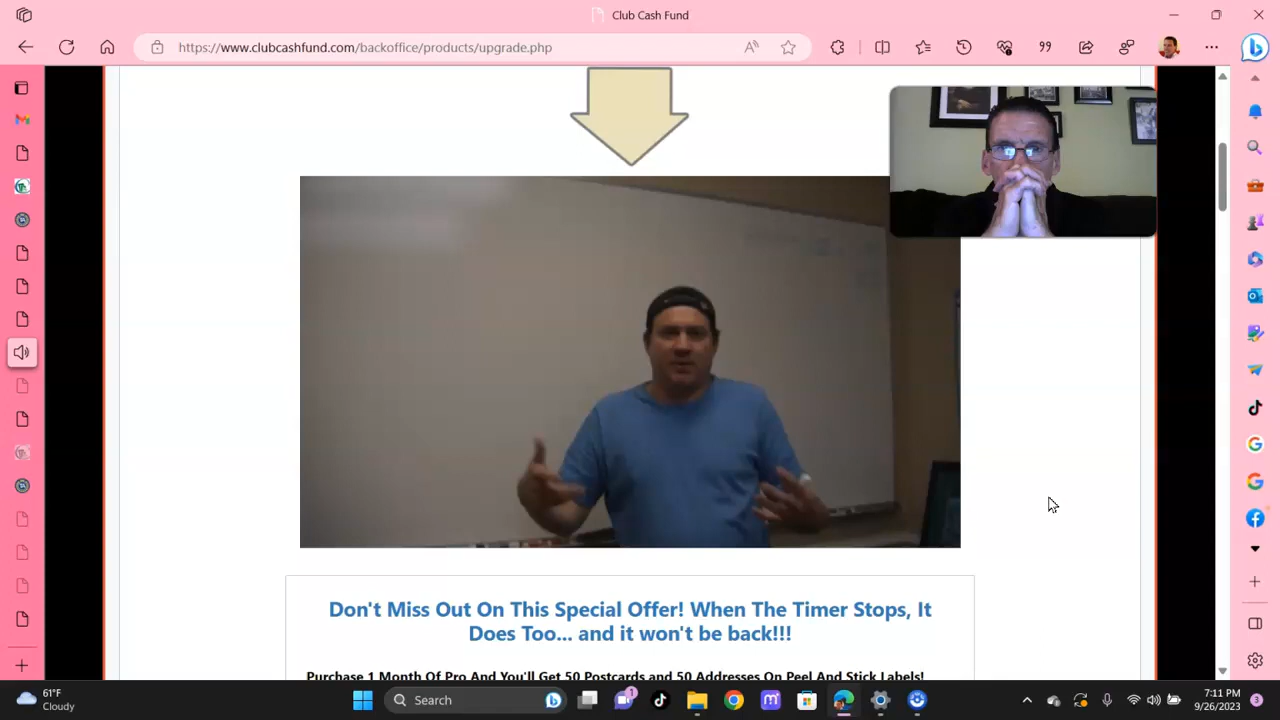 Club Cash Fund
https://www.clubcashfund.com/backoffice/products/upgrade.php
Don't Miss Out On This Special Offer! When The Timer Stops, It
Does Too... and it won't be back!!!
Purchase 1 Month Of Pro And You'll Get 50 Postcards and 50 Addresses On Peel And Stick Labels!
61°F
Cloudy
Search
1
7:11 PM
9/26/2023
3